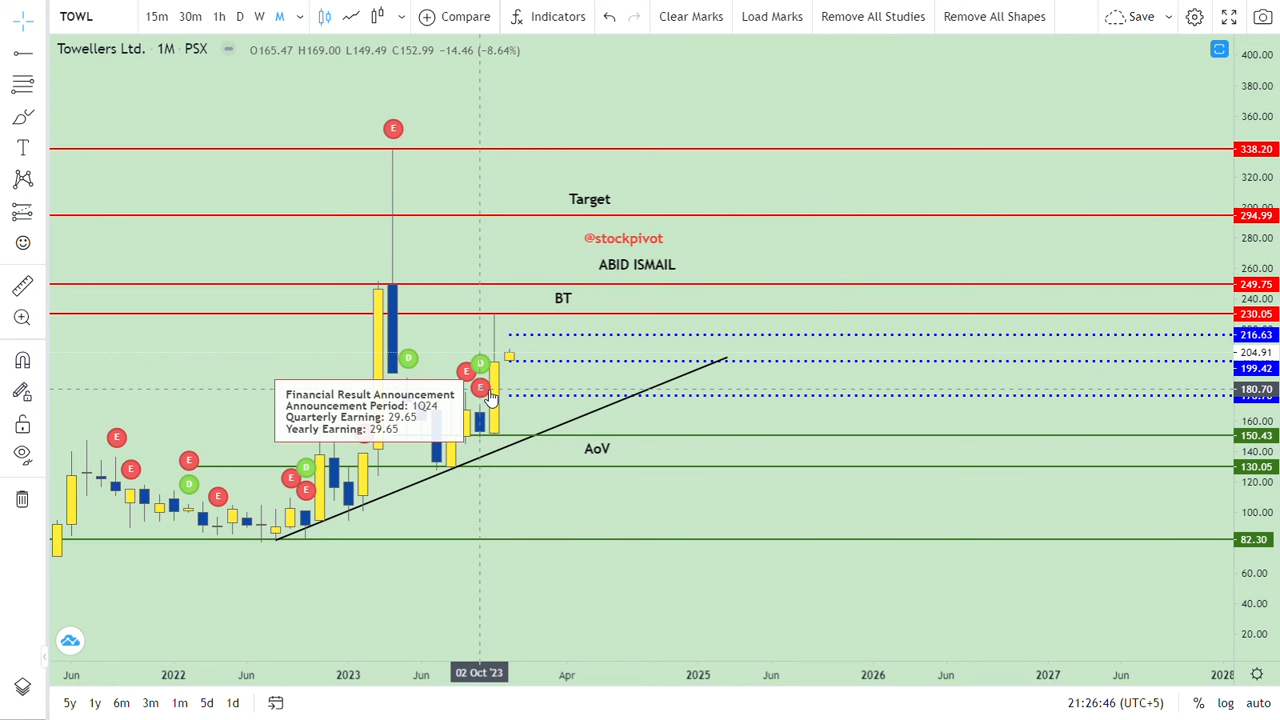 TOWL 15m 30m 1h D W M Compare Indicators Clear Marks Load Marks Remove All Studies Remove All Shapes Save
Towellers Ltd. · 1M · PSX O165.47 H169.00 L149.49 C152.99 −14.46 (−8.64%)
400.00
380.00
360.00
E
338.20
320.00
Target
294.99
280.00
@stockpivot
ABID ISMAIL
260.00
249.75
BT
240.00
230.05
216.63
204.91
D
E D
199.42
Financial Result Announcement
Announcement Period: 1Q24
Quarterly Earning: 29.65
Yearly Earning: 29.65
E
180.70
160.00
150.43
AoV
140.00
130.05
E E E D
E D E E E
120.00
100.00
82.30
60.00
40.00
20.00
Jun 2022 Jun 2023 Jun 02 Oct '23 Apr 2025 Jun 2026 Jun 2027 Jun 2028
5y 1y 6m 3m 1m 5d 1d 21:26:46 (UTC+5) % log auto